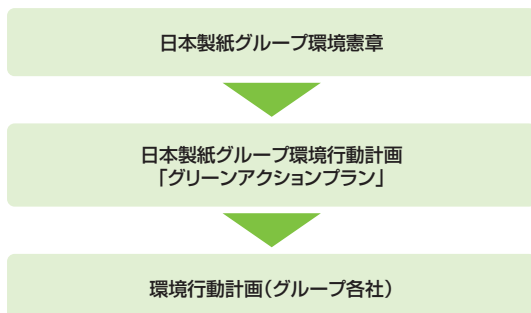 日本製紙グループ環境憲章
日本製紙グループ環境行動計画
「グリーンアクションプラン」
環境行動計画(グループ各社)